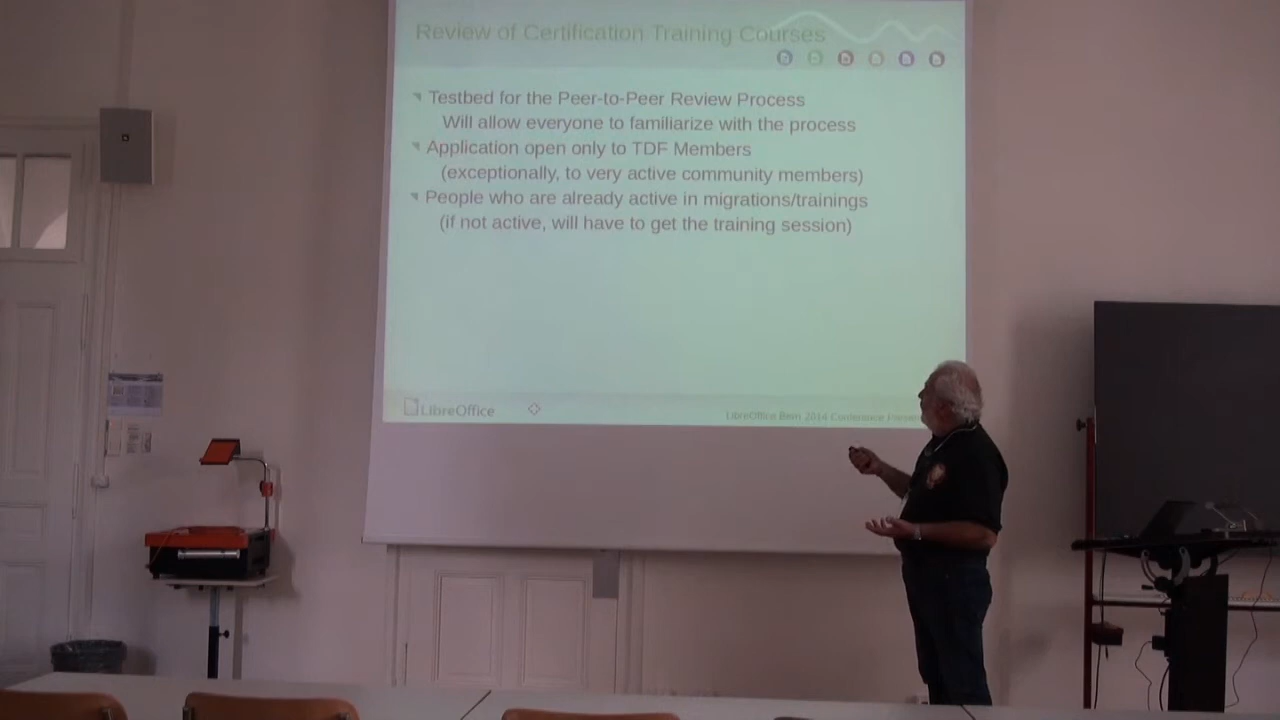 Review of Certification Training Courses
Testbed for the Peer-to-Peer Review Process
Will allow everyone to familiarize with the process
Application open only to TDF Members
(exceptionally, to very active community members)
People who are already active in migrations/trainings
(if not active, will have to get the training session)
LibreOffice
LibreOffice Bern 2014 Conference